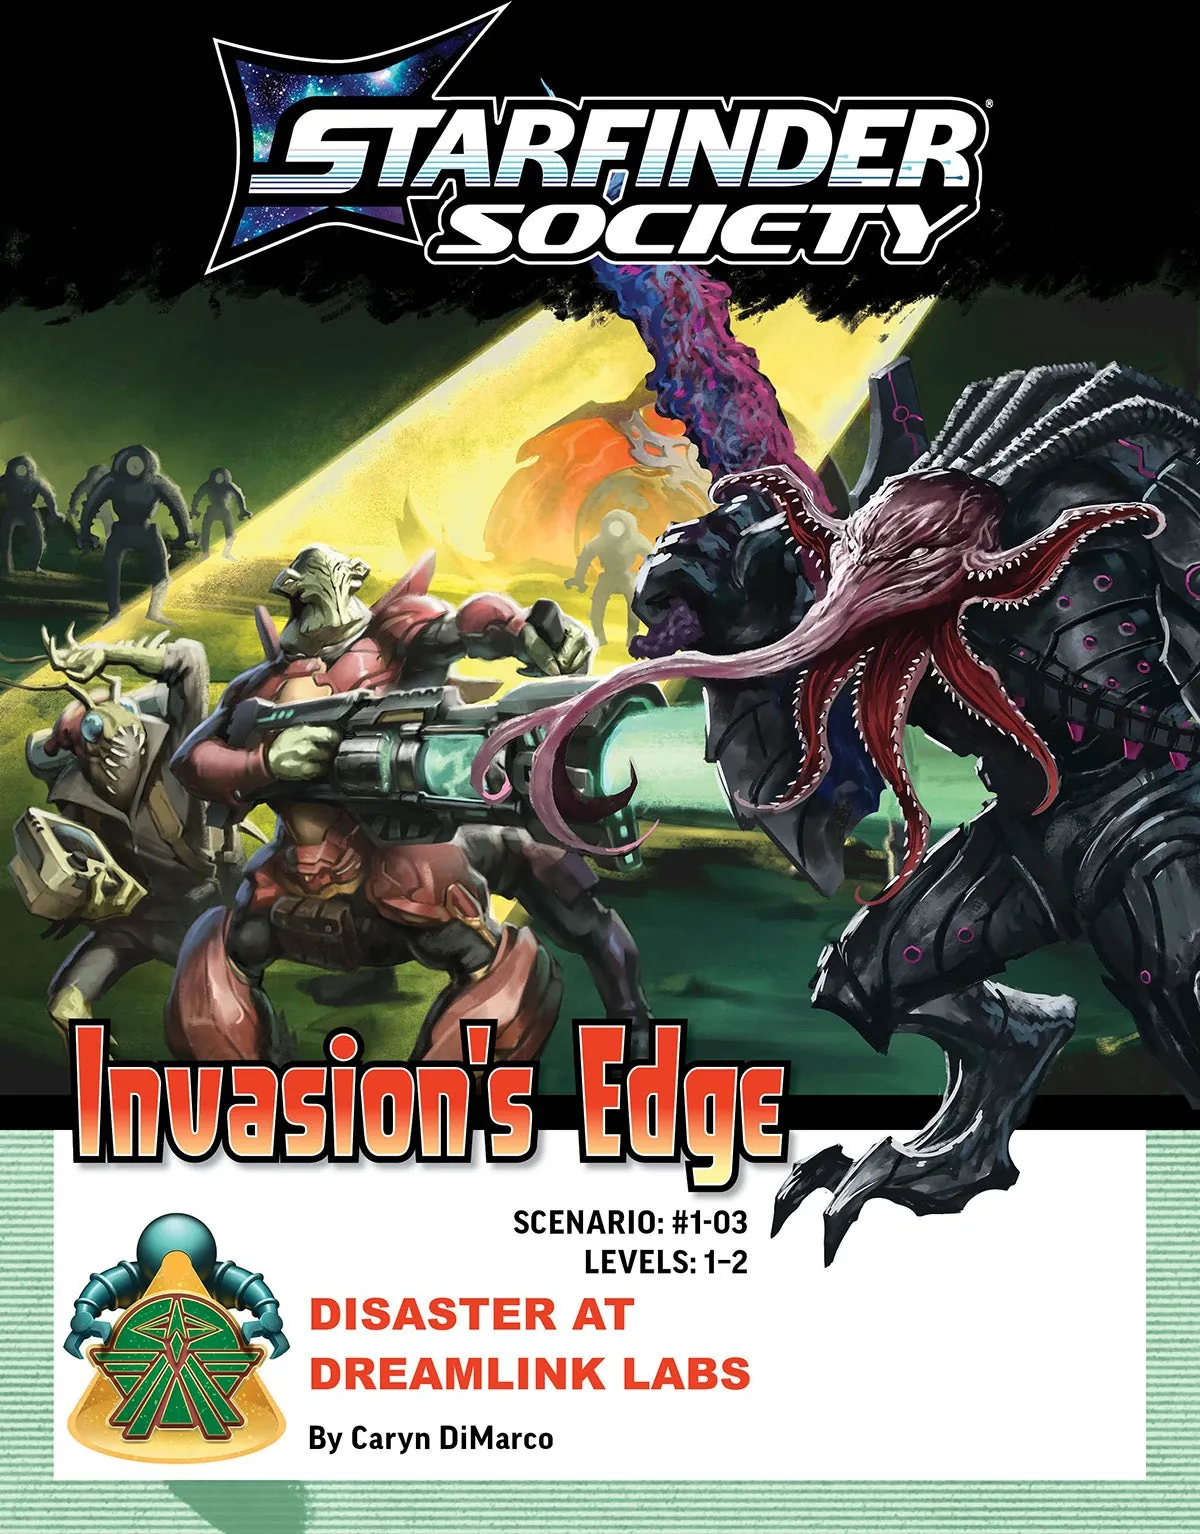 STARFINDER®
SOCIETY
Invasion's Edge
SCENARIO: #1-03
LEVELS: 1–2
DISASTER AT
DREAMLINK LABS
By Caryn DiMarco